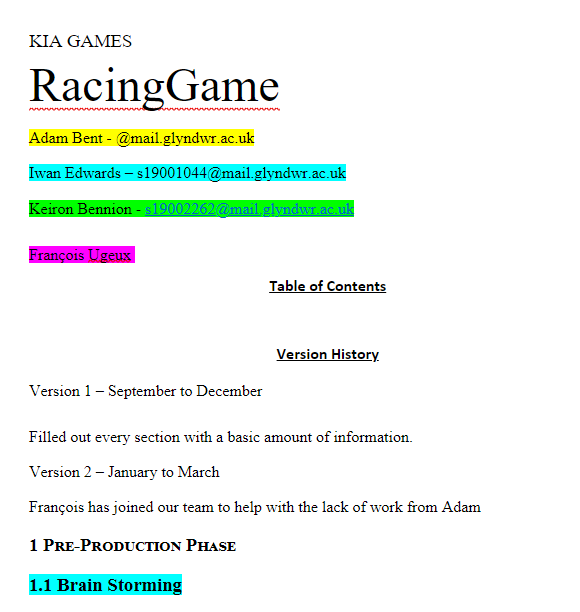 KIA GAMES
RacingGame
Adam Bent - @mail.glyndwr.ac.uk
Iwan Edwards – s19001044@mail.glyndwr.ac.uk
Keiron Bennion - s19002262@mail.glyndwr.ac.uk
François Ugeux
Table of Contents
Version History
Version 1 – September to December
Filled out every section with a basic amount of information.
Version 2 – January to March
François has joined our team to help with the lack of work from Adam
1 PRE-PRODUCTION PHASE
1.1 Brain Storming